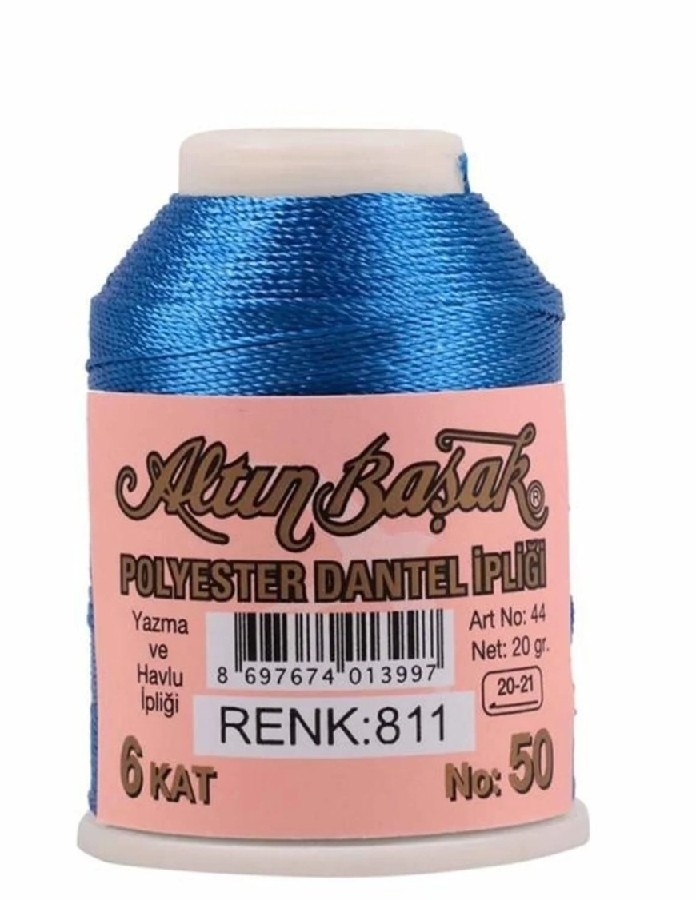 Altın Başak ®
POLYESTER DANTEL İPLİĞİ
Yazma
ve
Havlu
İpliği
8 697674 013997
Art No: 44
Net: 20 gr.
20-21
RENK:811
6 KAT
No: 50